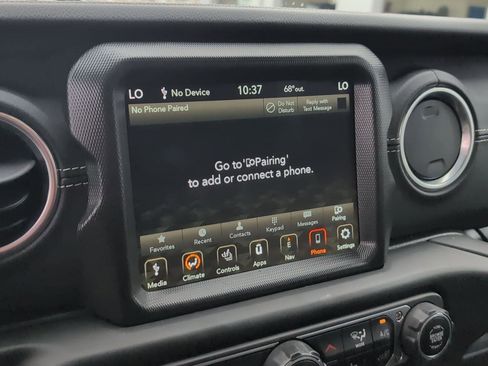 LO No Device 10:37 68°out. LO
No Phone Paired Do Not Disturb Reply with Text Message
Go to 'Pairing'
to add or connect a phone.
Favorites Recent Contacts Keypad Messages Pairing
Media Climate Controls Apps Nav Phone Settings
A/C